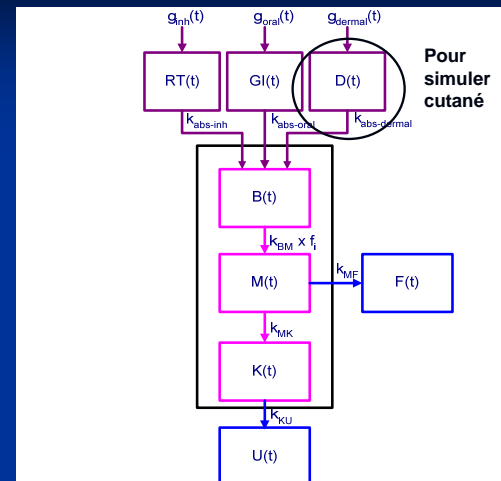 g_inh(t) g_oral(t) g_dermal(t)
RT(t) GI(t) D(t)
Pour
simuler
cutané
k_abs-inh k_abs-oral k_abs-dermal
B(t)
k_BM x f_i
M(t) k_MF F(t)
k_MK
K(t)
k_KU
U(t)